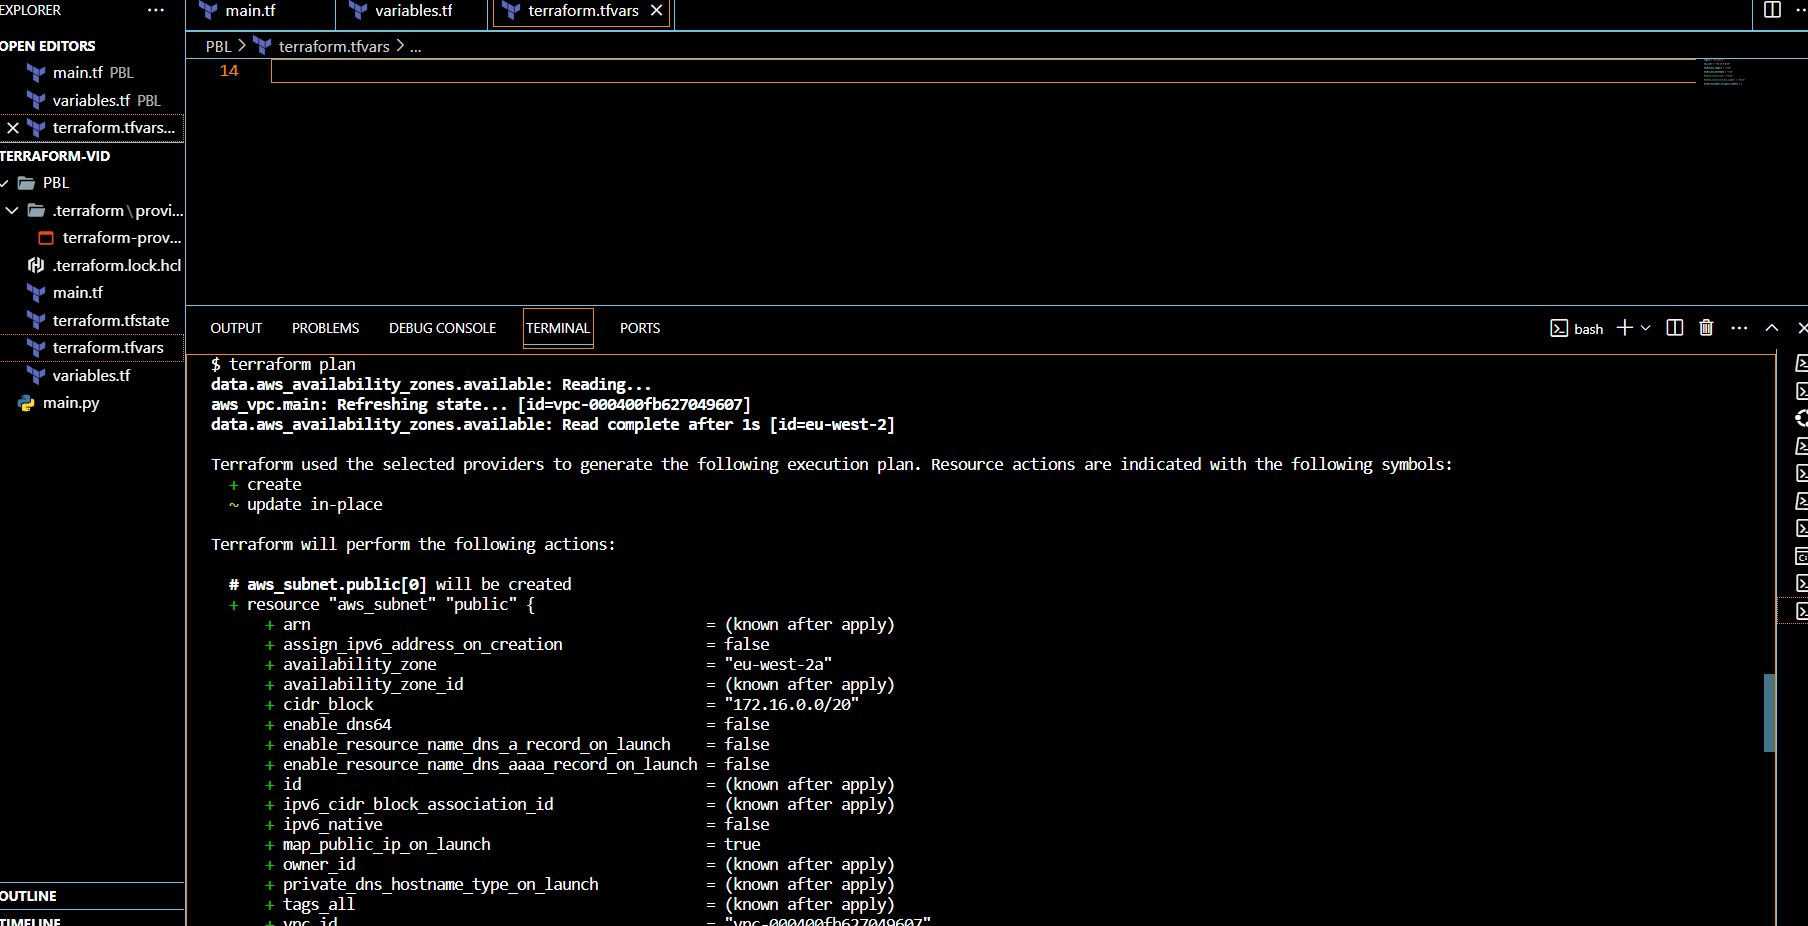 EXPLORER
main.tf
variables.tf
terraform.tfvars
OPEN EDITORS
main.tf PBL
variables.tf PBL
terraform.tfvars...
TERRAFORM-VID
PBL
.terraform\provi...
terraform-prov...
.terraform.lock.hcl
main.tf
terraform.tfstate
terraform.tfvars
variables.tf
main.py
OUTLINE
TIMELINE
PBL > terraform.tfvars > ...
14
OUTPUT PROBLEMS DEBUG CONSOLE TERMINAL PORTS
bash
$ terraform plan
data.aws_availability_zones.available: Reading...
aws_vpc.main: Refreshing state... [id=vpc-000400fb627049607]
data.aws_availability_zones.available: Read complete after 1s [id=eu-west-2]
Terraform used the selected providers to generate the following execution plan. Resource actions are indicated with the following symbols:
+ create
~ update in-place
Terraform will perform the following actions:
# aws_subnet.public[0] will be created
+ resource "aws_subnet" "public" {
+ arn = (known after apply)
+ assign_ipv6_address_on_creation = false
+ availability_zone = "eu-west-2a"
+ availability_zone_id = (known after apply)
+ cidr_block = "172.16.0.0/20"
+ enable_dns64 = false
+ enable_resource_name_dns_a_record_on_launch = false
+ enable_resource_name_dns_aaaa_record_on_launch = false
+ id = (known after apply)
+ ipv6_cidr_block_association_id = (known after apply)
+ ipv6_native = false
+ map_public_ip_on_launch = true
+ owner_id = (known after apply)
+ private_dns_hostname_type_on_launch = (known after apply)
+ tags_all = (known after apply)
+ vpc_id = "vpc-000400fb627049607"